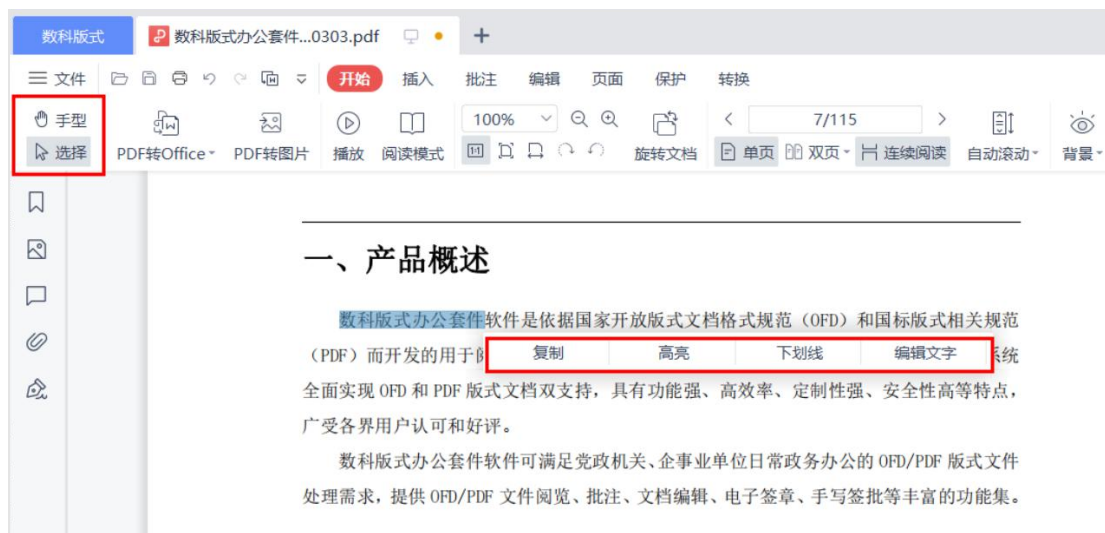 数科版式
数科版式办公套件...0303.pdf
文件 开始 插入 批注 编辑 页面 保护 转换
手型 100% 7/115
选择 PDF转Office PDF转图片 播放 阅读模式 1:1 旋转文档 单页 双页 连续阅读 自动滚动 背景
一、产品概述
数科版式办公套件软件是依据国家开放版式文档格式规范（OFD）和国标版式相关规范
（PDF）而开发的用于 复制 高亮 下划线 编辑文字 系统
全面实现 OFD 和 PDF 版式文档双支持，具有功能强、高效率、定制性强、安全性高等特点，
广受各界用户认可和好评。
数科版式办公套件软件可满足党政机关、企事业单位日常政务办公的 OFD/PDF 版式文件
处理需求，提供 OFD/PDF 文件阅览、批注、文档编辑、电子签章、手写签批等丰富的功能集。